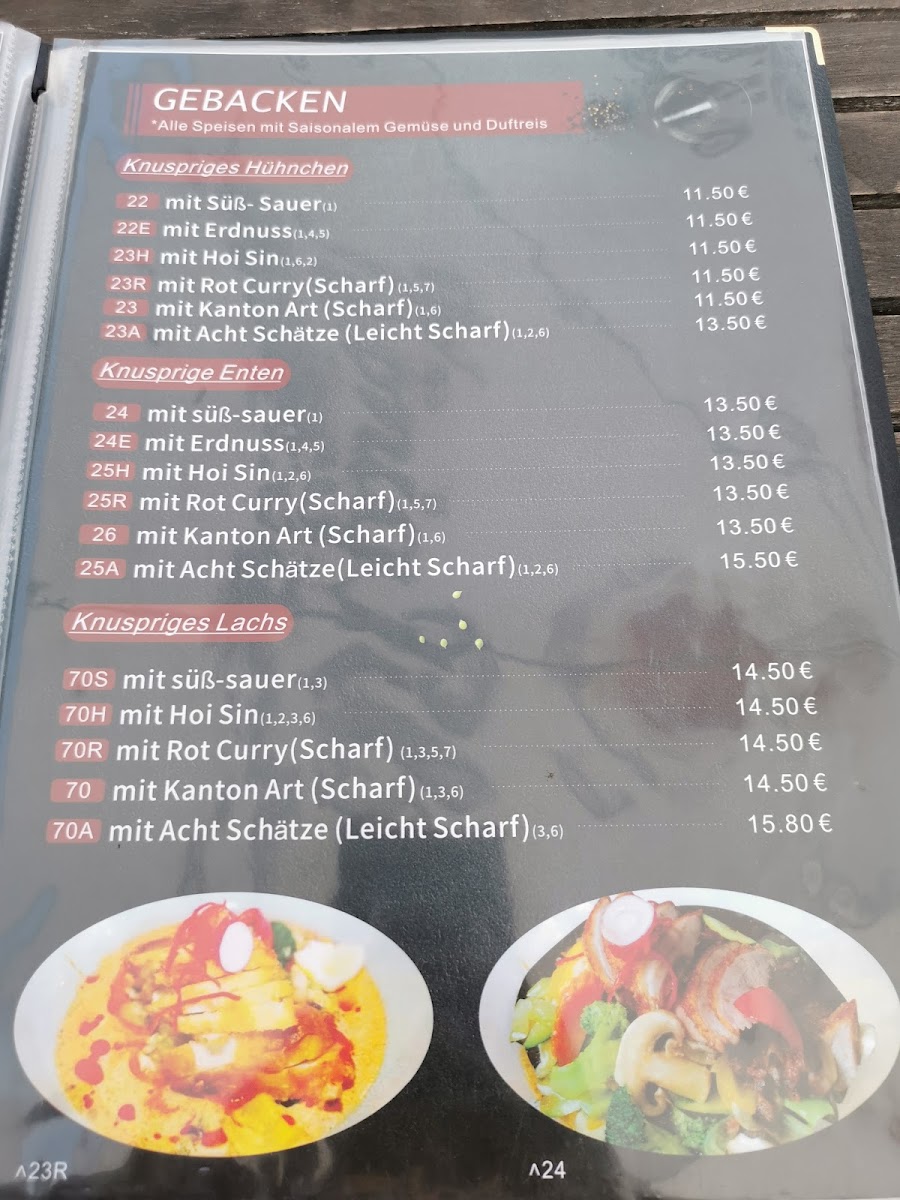 GEBACKEN
*Alle Speisen mit Saisonalem Gemüse und Duftreis
Knuspriges Hühnchen
22 mit Süß- Sauer(1) 11.50 €
22E mit Erdnuss(1,4,5) 11.50 €
23H mit Hoi Sin(1,6,2) 11.50 €
23R mit Rot Curry(Scharf)(1,5,7) 11.50 €
23 mit Kanton Art (Scharf)(1,6) 11.50 €
23A mit Acht Schätze (Leicht Scharf)(1,2,6) 13.50 €
Knusprige Enten
24 mit süß-sauer(1) 13.50 €
24E mit Erdnuss(1,4,5) 13.50 €
25H mit Hoi Sin(1,2,6) 13.50 €
25R mit Rot Curry(Scharf)(1,5,7) 13.50 €
26 mit Kanton Art (Scharf)(1,6) 13.50 €
25A mit Acht Schätze(Leicht Scharf)(1,2,6) 15.50 €
Knuspriges Lachs
70S mit süß-sauer(1,3) 14.50 €
70H mit Hoi Sin(1,2,3,6) 14.50 €
70R mit Rot Curry(Scharf) (1,3,5,7) 14.50 €
70 mit Kanton Art (Scharf)(1,3,6) 14.50 €
70A mit Acht Schätze (Leicht Scharf)(3,6) 15.80 €
^23R ^24